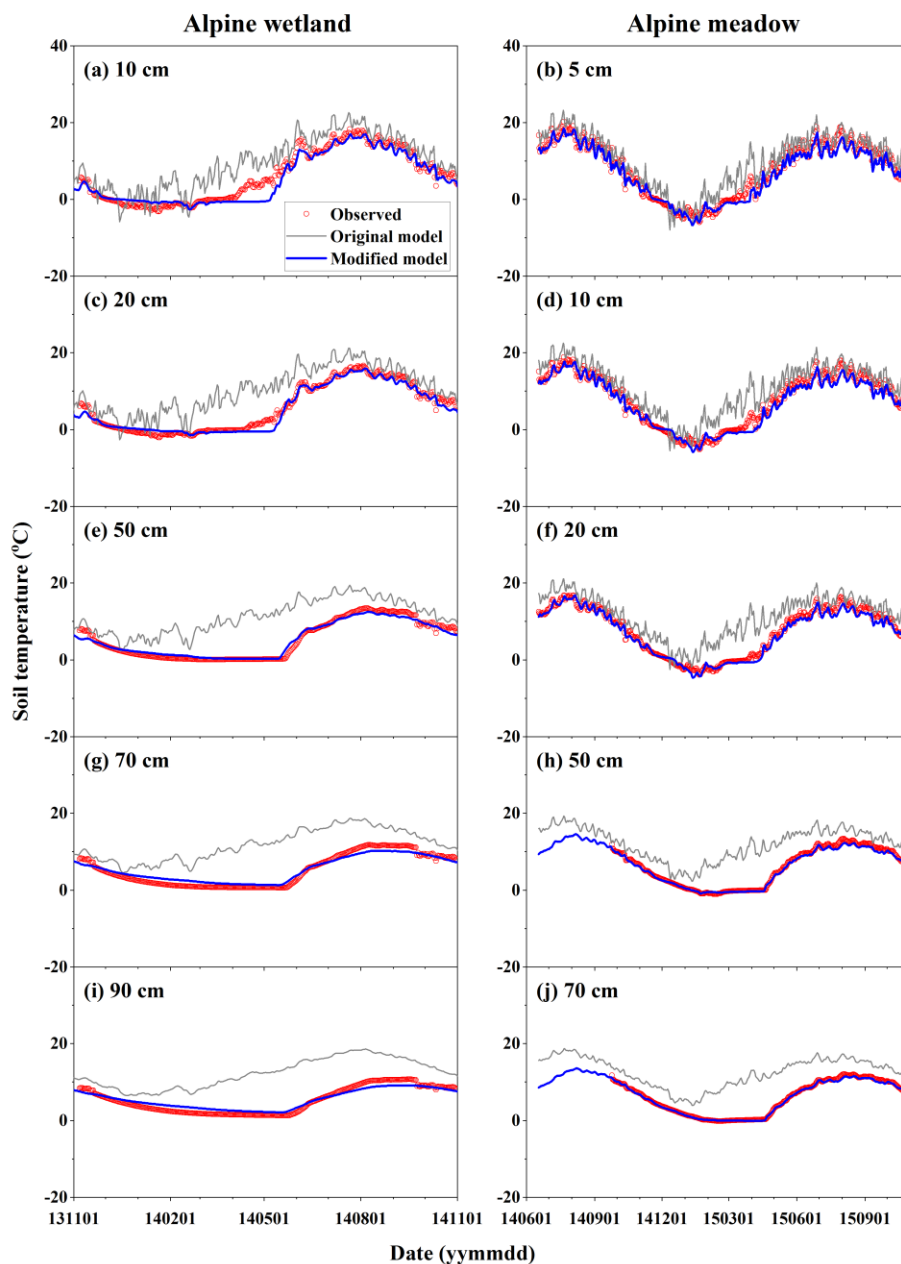 Alpine wetland
Alpine meadow
40
20
0
-20
(a) 10 cm
Observed
Original model
Modified model
(b) 5 cm
40
20
0
-20
20
0
-20
(c) 20 cm
(d) 10 cm
20
0
-20
20
0
-20
(e) 50 cm
(f) 20 cm
20
0
-20
20
0
-20
(g) 70 cm
(h) 50 cm
20
0
-20
20
0
-20
(i) 90 cm
(j) 70 cm
20
0
-20
Soil temperature (ºC)
131101 140201 140501 140801 141101
140601 140901 141201 150301 150601 150901
Date (yymmdd)